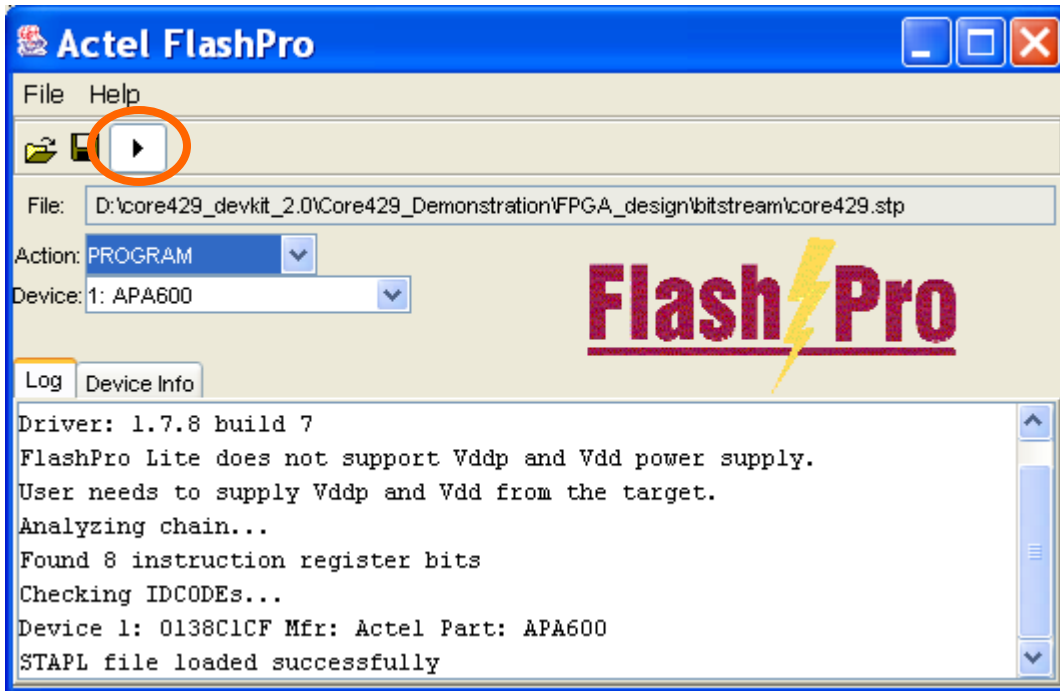 Actel FlashPro
File Help
File: D:\core429_devkit_2.0\Core429_Demonstration\FPGA_design\bitstream\core429.stp
Action: PROGRAM
Device: 1: APA600
Flash Pro
Log Device Info
Driver: 1.7.8 build 7
FlashPro Lite does not support Vddp and Vdd power supply.
User needs to supply Vddp and Vdd from the target.
Analyzing chain...
Found 8 instruction register bits
Checking IDCODEs...
Device 1: 0138C1CF Mfr: Actel Part: APA600
STAPL file loaded successfully